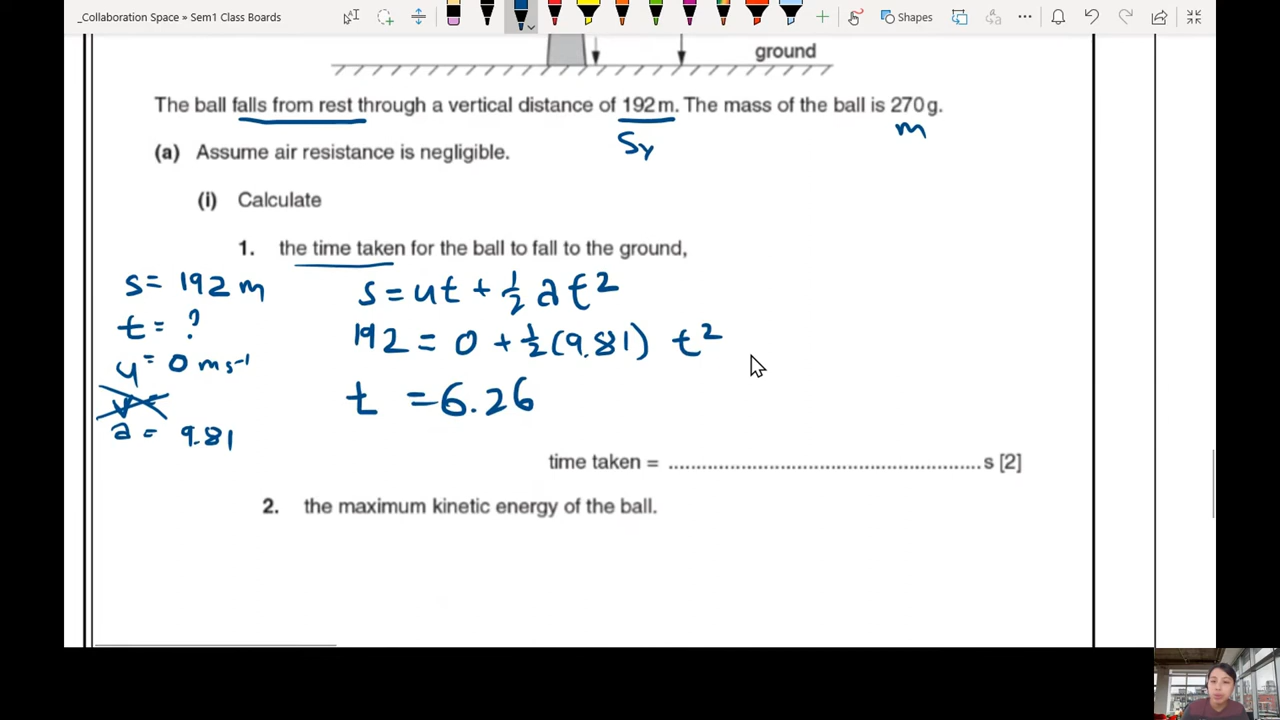 _Collaboration Space » Sem1 Class Boards
Shapes
ground
The ball falls from rest through a vertical distance of 192 m. The mass of the ball is 270 g.
Sy
m
(a) Assume air resistance is negligible.
(i) Calculate
1. the time taken for the ball to fall to the ground,
s = 192 m
s = ut + 1/2 at²
t = ?
192 = 0 + 1/2 (9.81) t²
u = 0 ms⁻¹
t = 6.26
v =
a = 9.81
time taken = ........................................................ s [2]
2. the maximum kinetic energy of the ball.